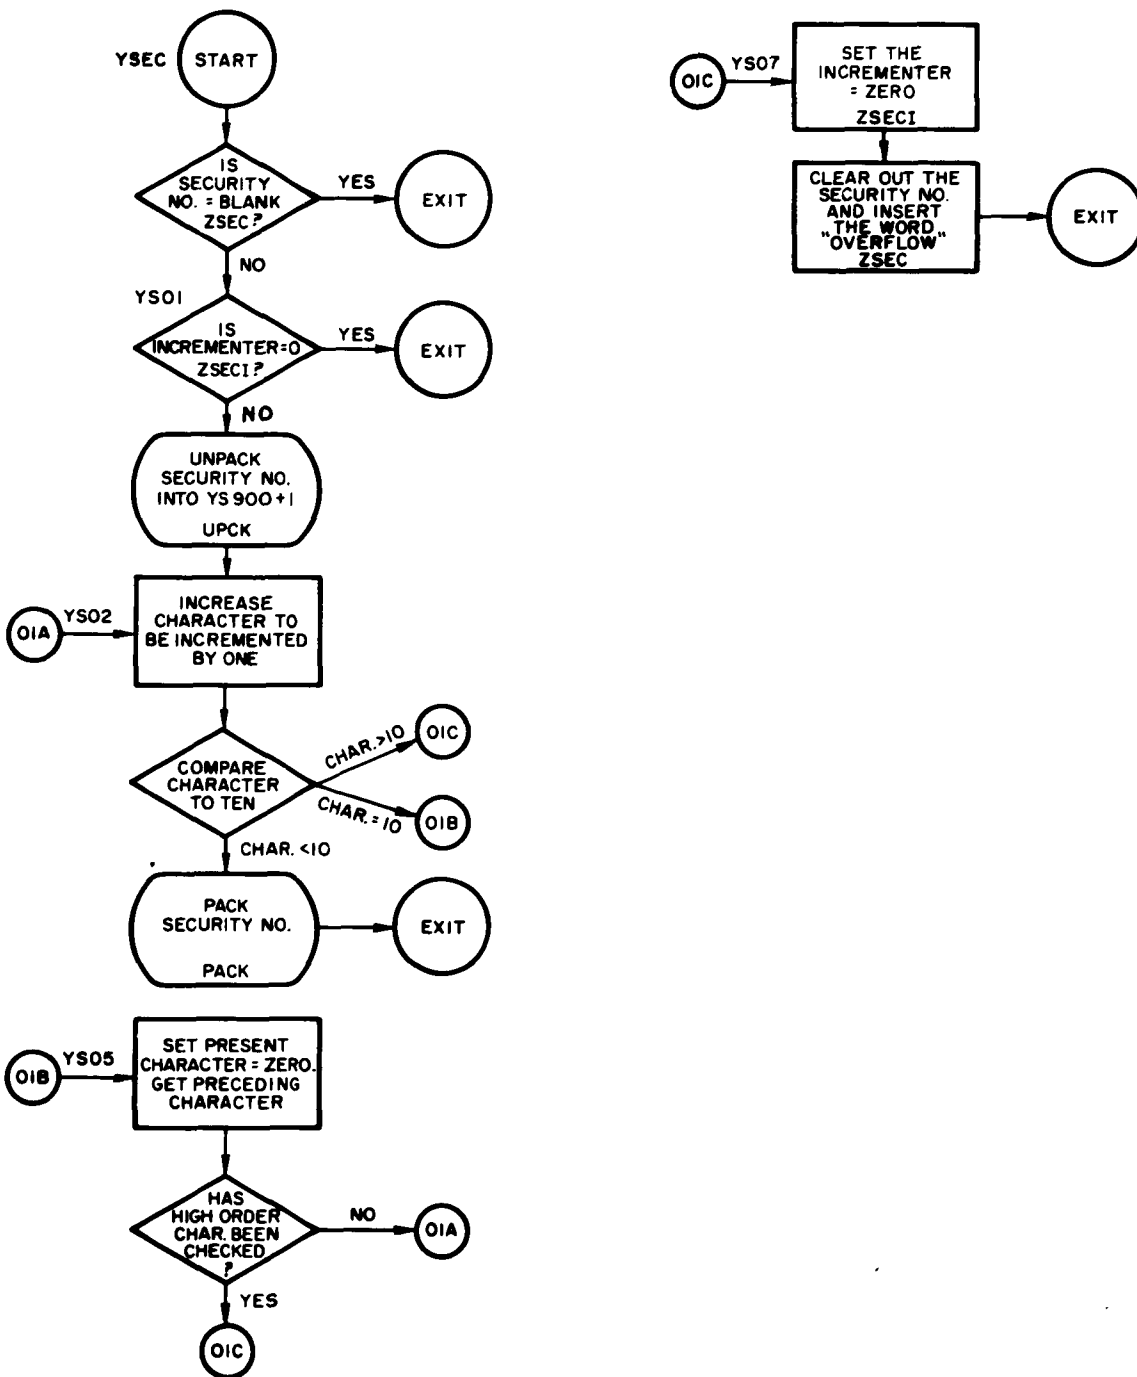 YSEC
START
IS
SECURITY
NO. = BLANK
ZSEC?
YES
EXIT
NO
YS01
IS
INCREMENTER=0
ZSECI?
YES
EXIT
NO
UNPACK
SECURITY NO.
INTO YS 900+1
UPCK
01A
YS02
INCREASE
CHARACTER TO
BE INCREMENTED
BY ONE
COMPARE
CHARACTER
TO TEN
CHAR.>10
01C
CHAR.=10
01B
CHAR.<10
PACK
SECURITY NO.
PACK
EXIT
01B
YS05
SET PRESENT
CHARACTER = ZERO.
GET PRECEDING
CHARACTER
HAS
HIGH ORDER
CHAR. BEEN
CHECKED
?
NO
01A
YES
01C
01C
YS07
SET THE
INCREMENTER
= ZERO
ZSECI
CLEAR OUT THE
SECURITY NO.
AND INSERT
THE WORD
"OVERFLOW"
ZSEC
EXIT